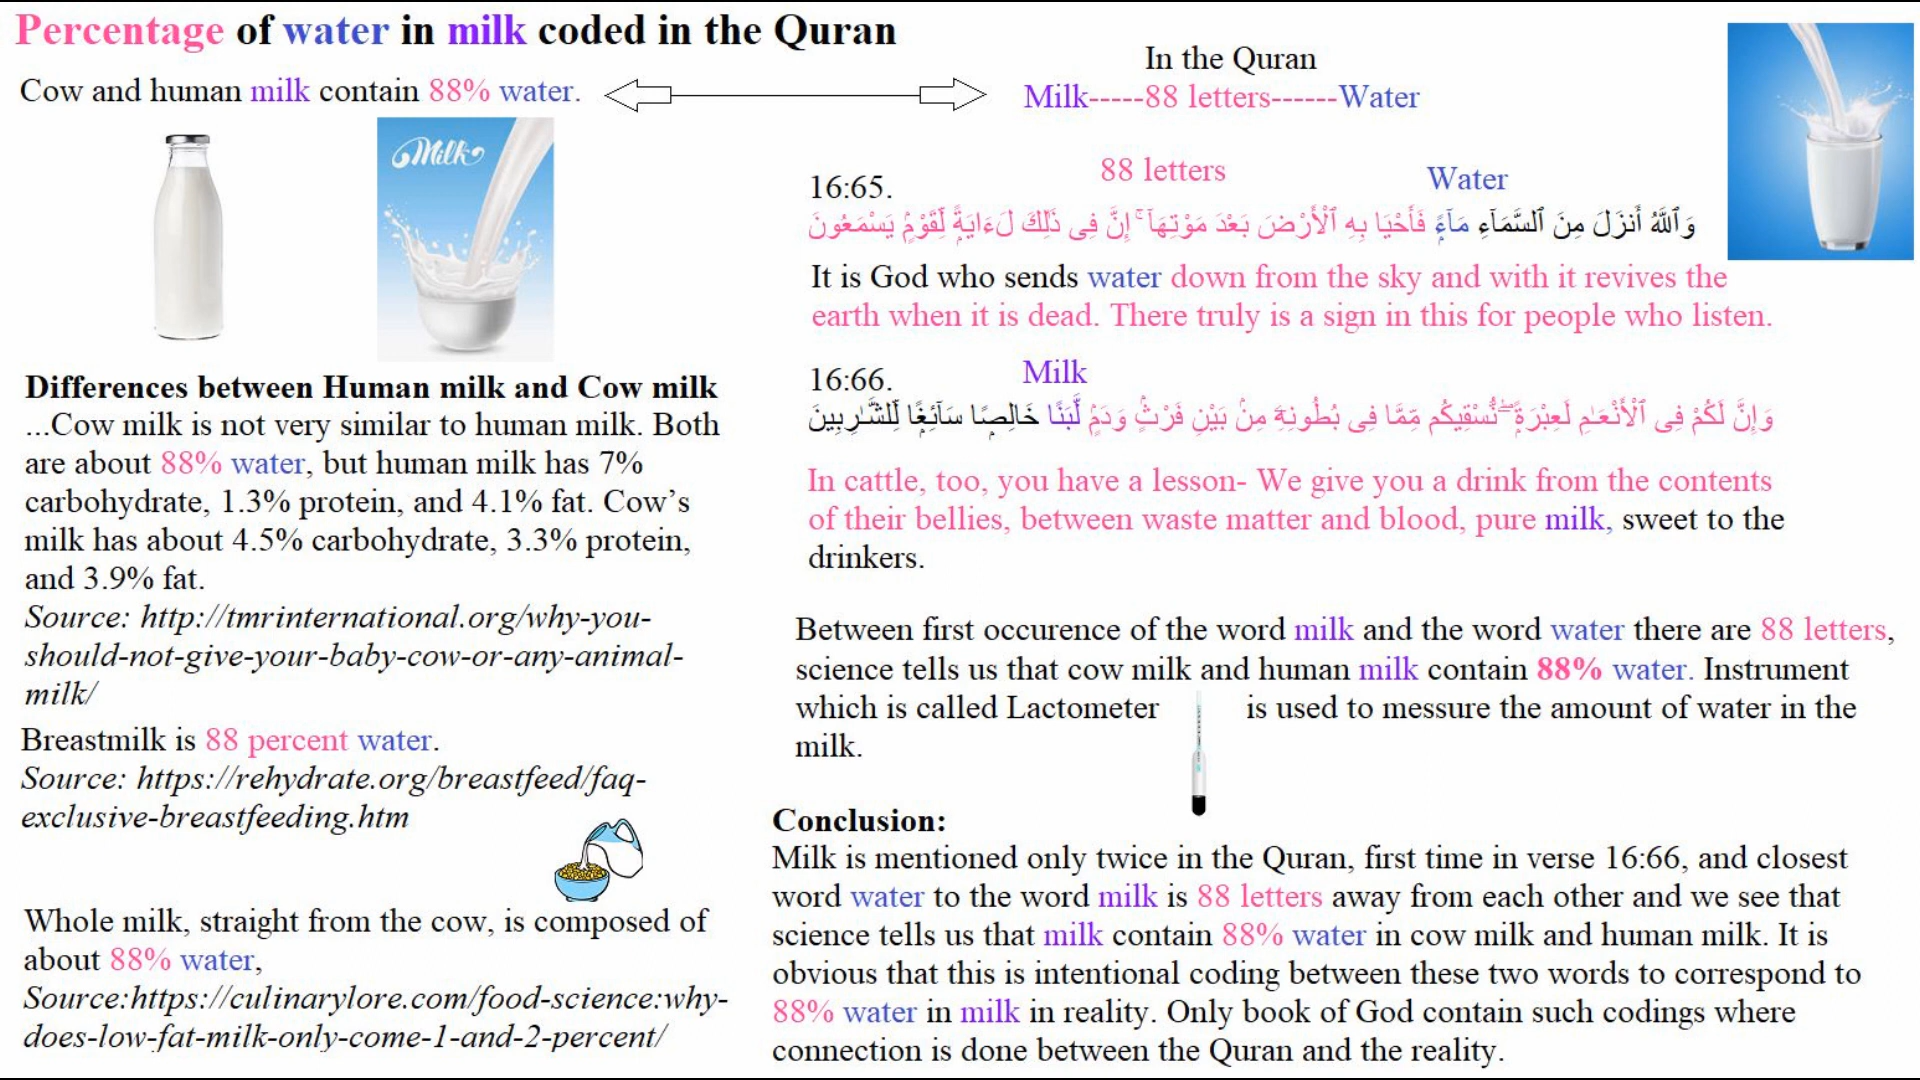 Percentage of water in milk coded in the Quran
Cow and human milk contain 88% water.
In the Quran
Milk-----88 letters------Water
Milk
Differences between Human milk and Cow milk
...Cow milk is not very similar to human milk. Both
are about 88% water, but human milk has 7%
carbohydrate, 1.3% protein, and 4.1% fat. Cow's
milk has about 4.5% carbohydrate, 3.3% protein,
and 3.9% fat.
Source: http://tmrinternational.org/why-you-
should-not-give-your-baby-cow-or-any-animal-
milk/
Breastmilk is 88 percent water.
Source: https://rehydrate.org/breastfeed/faq-
exclusive-breastfeeding.htm
Whole milk, straight from the cow, is composed of
about 88% water,
Source:https://culinarylore.com/food-science:why-
does-low-fat-milk-only-come-1-and-2-percent/
88 letters
Water
16:65.
وَٱللَّهُ أَنزَلَ مِنَ ٱلسَّمَآءِ مَآءًۭ فَأَحْيَا بِهِ ٱلْأَرْضَ بَعْدَ مَوْتِهَآ ۚ إِنَّ فِى ذَٰلِكَ لَءَايَةًۭ لِّقَوْمٍۢ يَسْمَعُونَ
It is God who sends water down from the sky and with it revives the
earth when it is dead. There truly is a sign in this for people who listen.
Milk
16:66.
وَإِنَّ لَكُمْ فِى ٱلْأَنْعَٰمِ لَعِبْرَةًۭ ۖ نُّسْقِيكُم مِّمَّا فِى بُطُونِهِۦ مِنۢ بَيْنِ فَرْثٍۢ وَدَمٍۢ لَّبَنًا خَالِصًۭا سَآئِغًۭا لِّلشَّٰرِبِينَ
In cattle, too, you have a lesson- We give you a drink from the contents
of their bellies, between waste matter and blood, pure milk, sweet to the
drinkers.
Between first occurence of the word milk and the word water there are 88 letters,
science tells us that cow milk and human milk contain 88% water. Instrument
which is called Lactometer is used to messure the amount of water in the
milk.
Conclusion:
Milk is mentioned only twice in the Quran, first time in verse 16:66, and closest
word water to the word milk is 88 letters away from each other and we see that
science tells us that milk contain 88% water in cow milk and human milk. It is
obvious that this is intentional coding between these two words to correspond to
88% water in milk in reality. Only book of God contain such codings where
connection is done between the Quran and the reality.